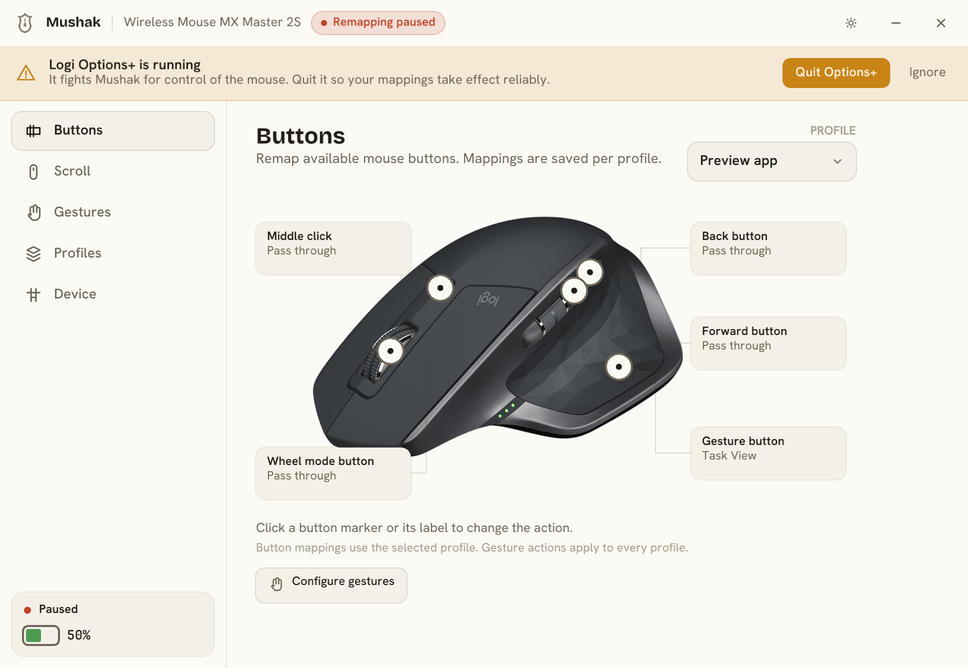 Mushak
Wireless Mouse MX Master 2S
Remapping paused
Logi Options+ is running
It fights Mushak for control of the mouse. Quit it so your mappings take effect reliably.
Quit Options+
Ignore
Buttons
Scroll
Gestures
Profiles
Device
Paused
50%
Buttons
Remap available mouse buttons. Mappings are saved per profile.
PROFILE
Preview app
Middle click
Pass through
Back button
Pass through
logi
Forward button
Pass through
Gesture button
Task View
Wheel mode button
Pass through
Click a button marker or its label to change the action.
Button mappings use the selected profile. Gesture actions apply to every profile.
Configure gestures